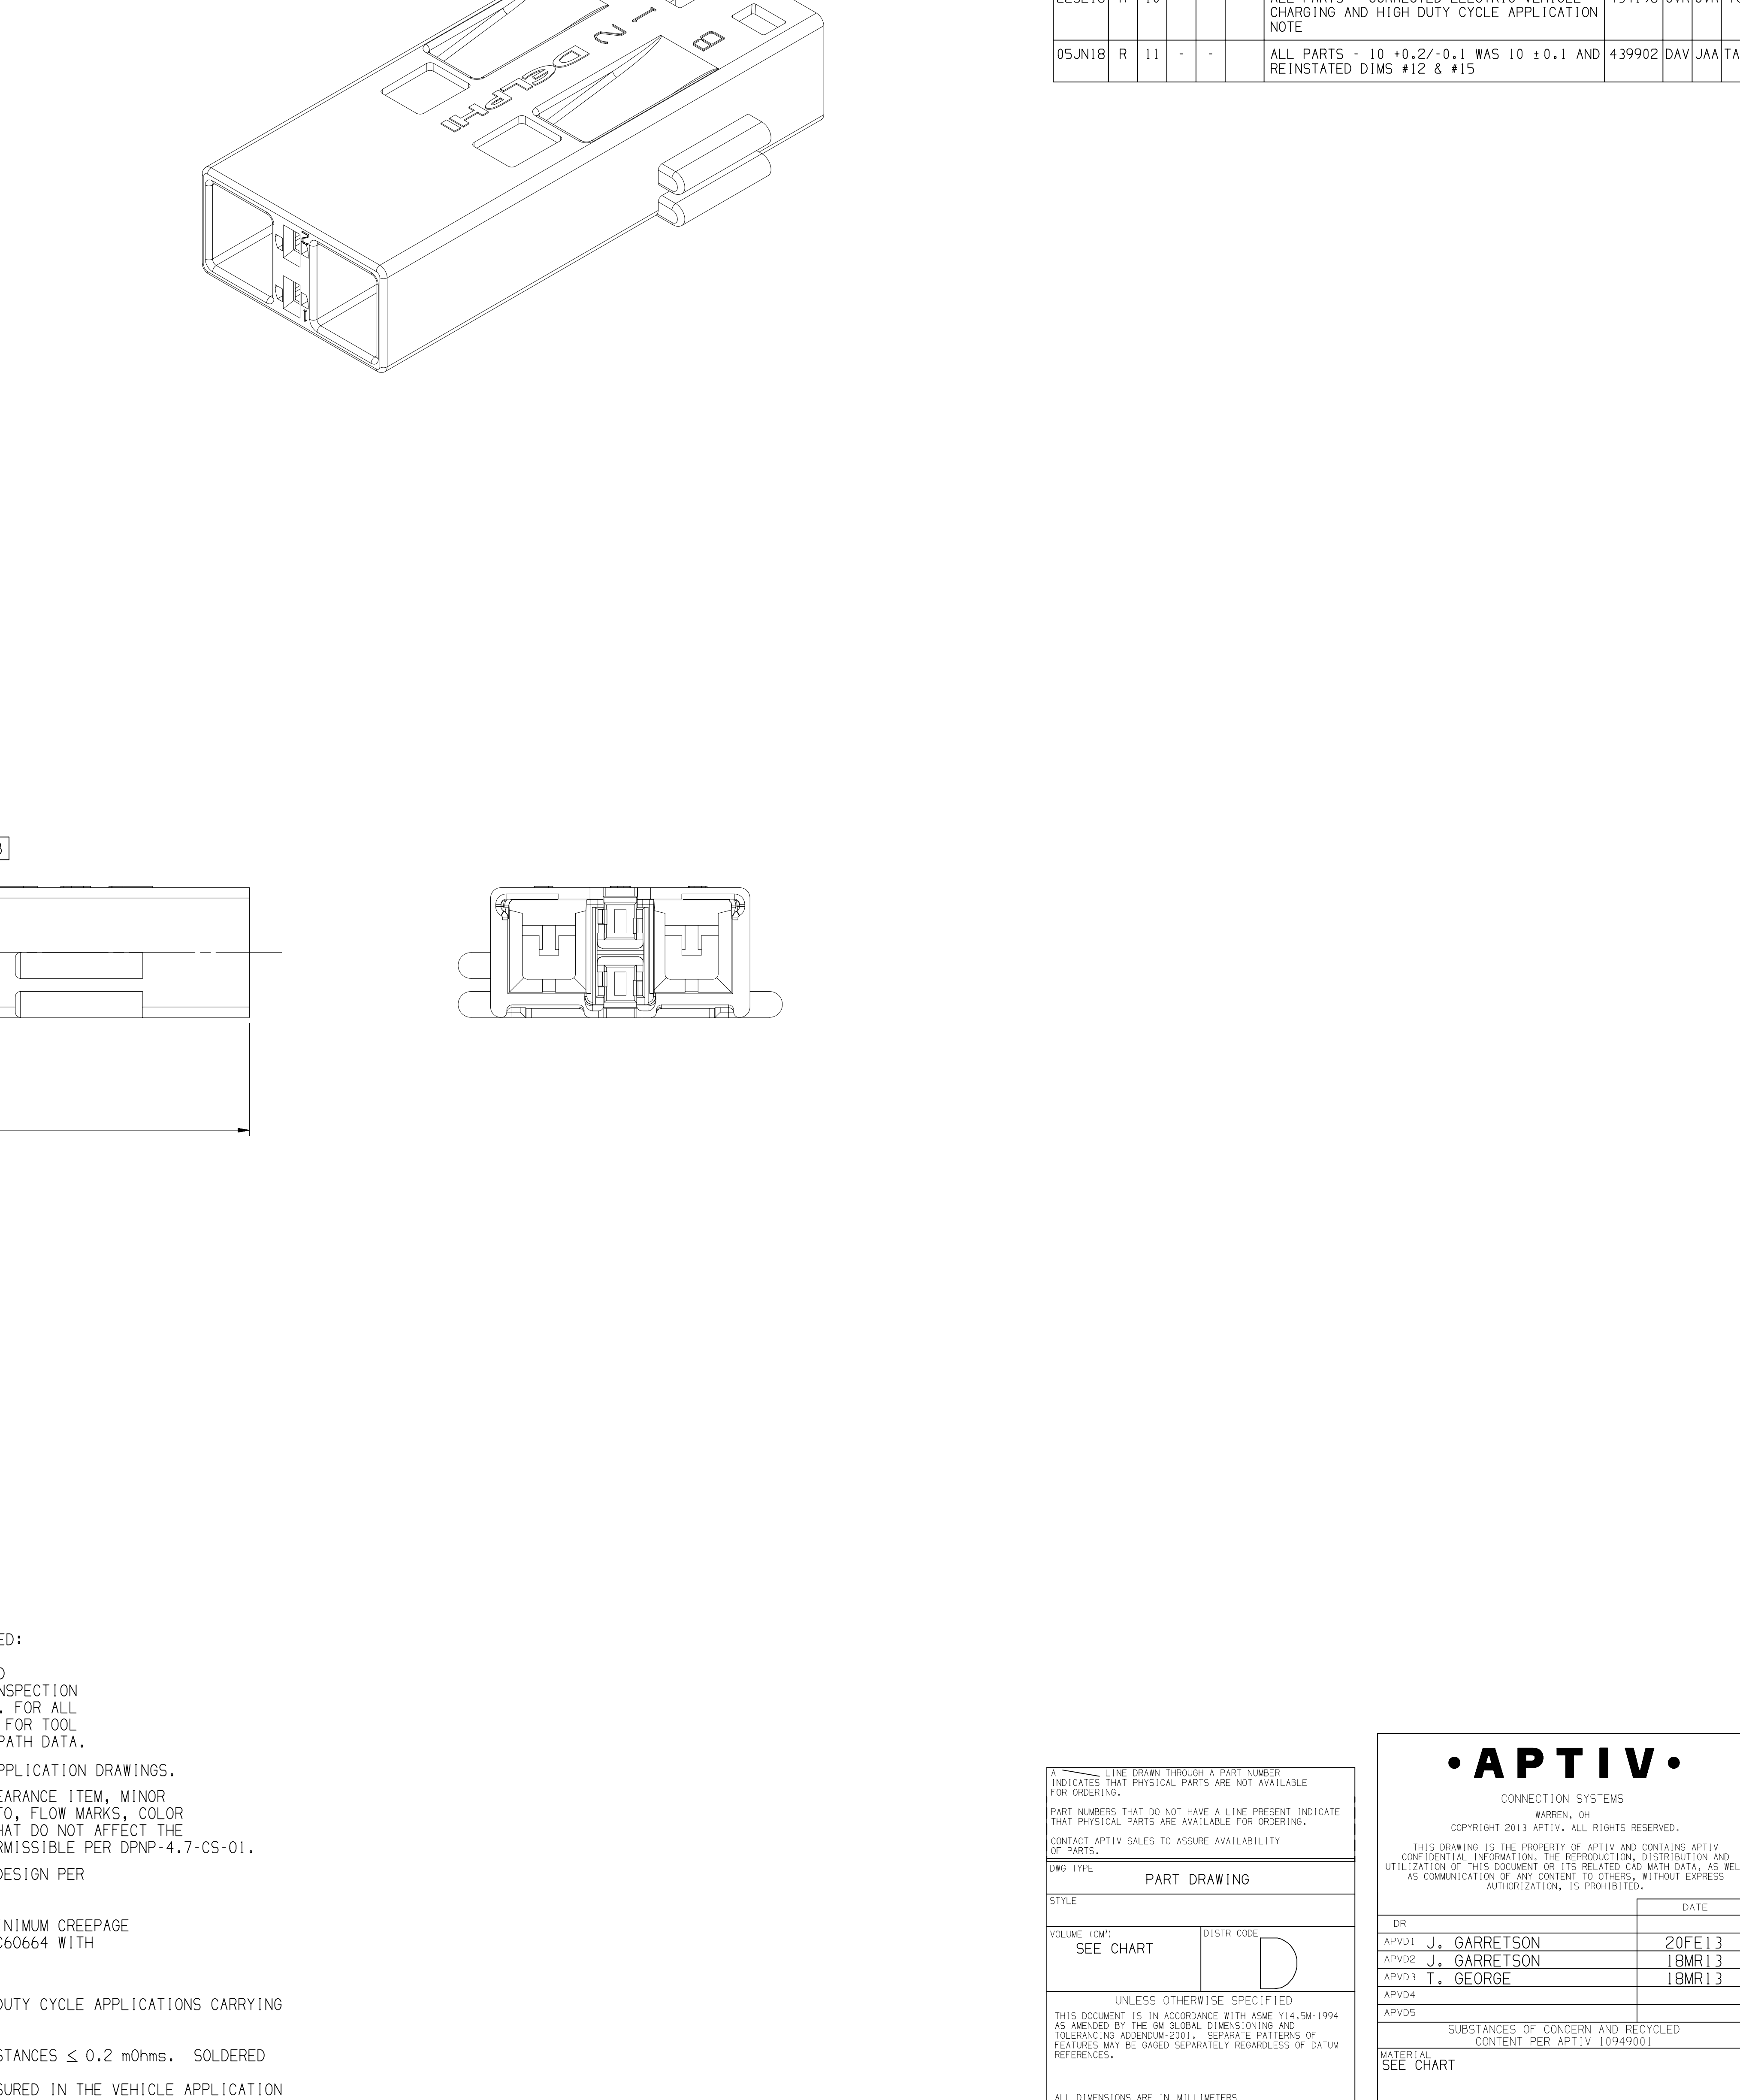 CHARGING AND HIGH DUTY CYCLE APPLICATION
NOTE
05JN18 R 11 - - ALL PARTS - 10 +0.2/-0.1 WAS 10 ±0.1 AND 439902 DAV JAA TA
REINSTATED DIMS #12 & #15
B
1 2
DELPHI
2
1
ED:
NSPECTION
. FOR ALL
FOR TOOL
PATH DATA.
PPLICATION DRAWINGS.
EARANCE ITEM, MINOR
TO, FLOW MARKS, COLOR
HAT DO NOT AFFECT THE
RMISSIBLE PER DPNP-4.7-CS-01.
DESIGN PER
INIMUM CREEPAGE
C60664 WITH
DUTY CYCLE APPLICATIONS CARRYING
STANCES ≤ 0.2 mOhms. SOLDERED
SURED IN THE VEHICLE APPLICATION
A LINE DRAWN THROUGH A PART NUMBER
INDICATES THAT PHYSICAL PARTS ARE NOT AVAILABLE
FOR ORDERING.
PART NUMBERS THAT DO NOT HAVE A LINE PRESENT INDICATE
THAT PHYSICAL PARTS ARE AVAILABLE FOR ORDERING.
CONTACT APTIV SALES TO ASSURE AVAILABILITY
OF PARTS.
DWG TYPE
PART DRAWING
STYLE
VOLUME (CM³)
SEE CHART
DISTR CODE
D
UNLESS OTHERWISE SPECIFIED
THIS DOCUMENT IS IN ACCORDANCE WITH ASME Y14.5M-1994
AS AMENDED BY THE GM GLOBAL DIMENSIONING AND
TOLERANCING ADDENDUM-2001. SEPARATE PATTERNS OF
FEATURES MAY BE GAGED SEPARATELY REGARDLESS OF DATUM
REFERENCES.
ALL DIMENSIONS ARE IN MILLIMETERS
• APTIV •
CONNECTION SYSTEMS
WARREN, OH
COPYRIGHT 2013 APTIV. ALL RIGHTS RESERVED.
THIS DRAWING IS THE PROPERTY OF APTIV AND CONTAINS APTIV
CONFIDENTIAL INFORMATION. THE REPRODUCTION, DISTRIBUTION AND
UTILIZATION OF THIS DOCUMENT OR ITS RELATED CAD MATH DATA, AS WEL
AS COMMUNICATION OF ANY CONTENT TO OTHERS, WITHOUT EXPRESS
AUTHORIZATION, IS PROHIBITED.
DATE
DR
APVD1 J. GARRETSON 20FE13
APVD2 J. GARRETSON 18MR13
APVD3 T. GEORGE 18MR13
APVD4
APVD5
SUBSTANCES OF CONCERN AND RECYCLED
CONTENT PER APTIV 10949001
MATERIAL
SEE CHART